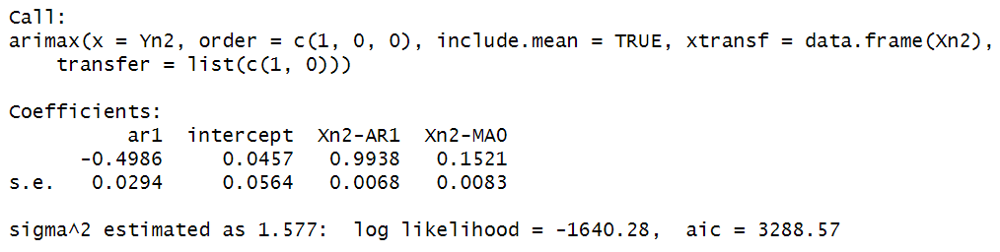 Call:
arimax(x = Yn2, order = c(1, 0, 0), include.mean = TRUE, xtransf = data.frame(Xn2),
    transfer = list(c(1, 0)))
Coefficients:
          ar1  intercept  Xn2-AR1  Xn2-MA0
      -0.4986     0.0457   0.9938   0.1521
s.e.   0.0294     0.0564   0.0068   0.0083
sigma^2 estimated as 1.577:  log likelihood = -1640.28,  aic = 3288.57